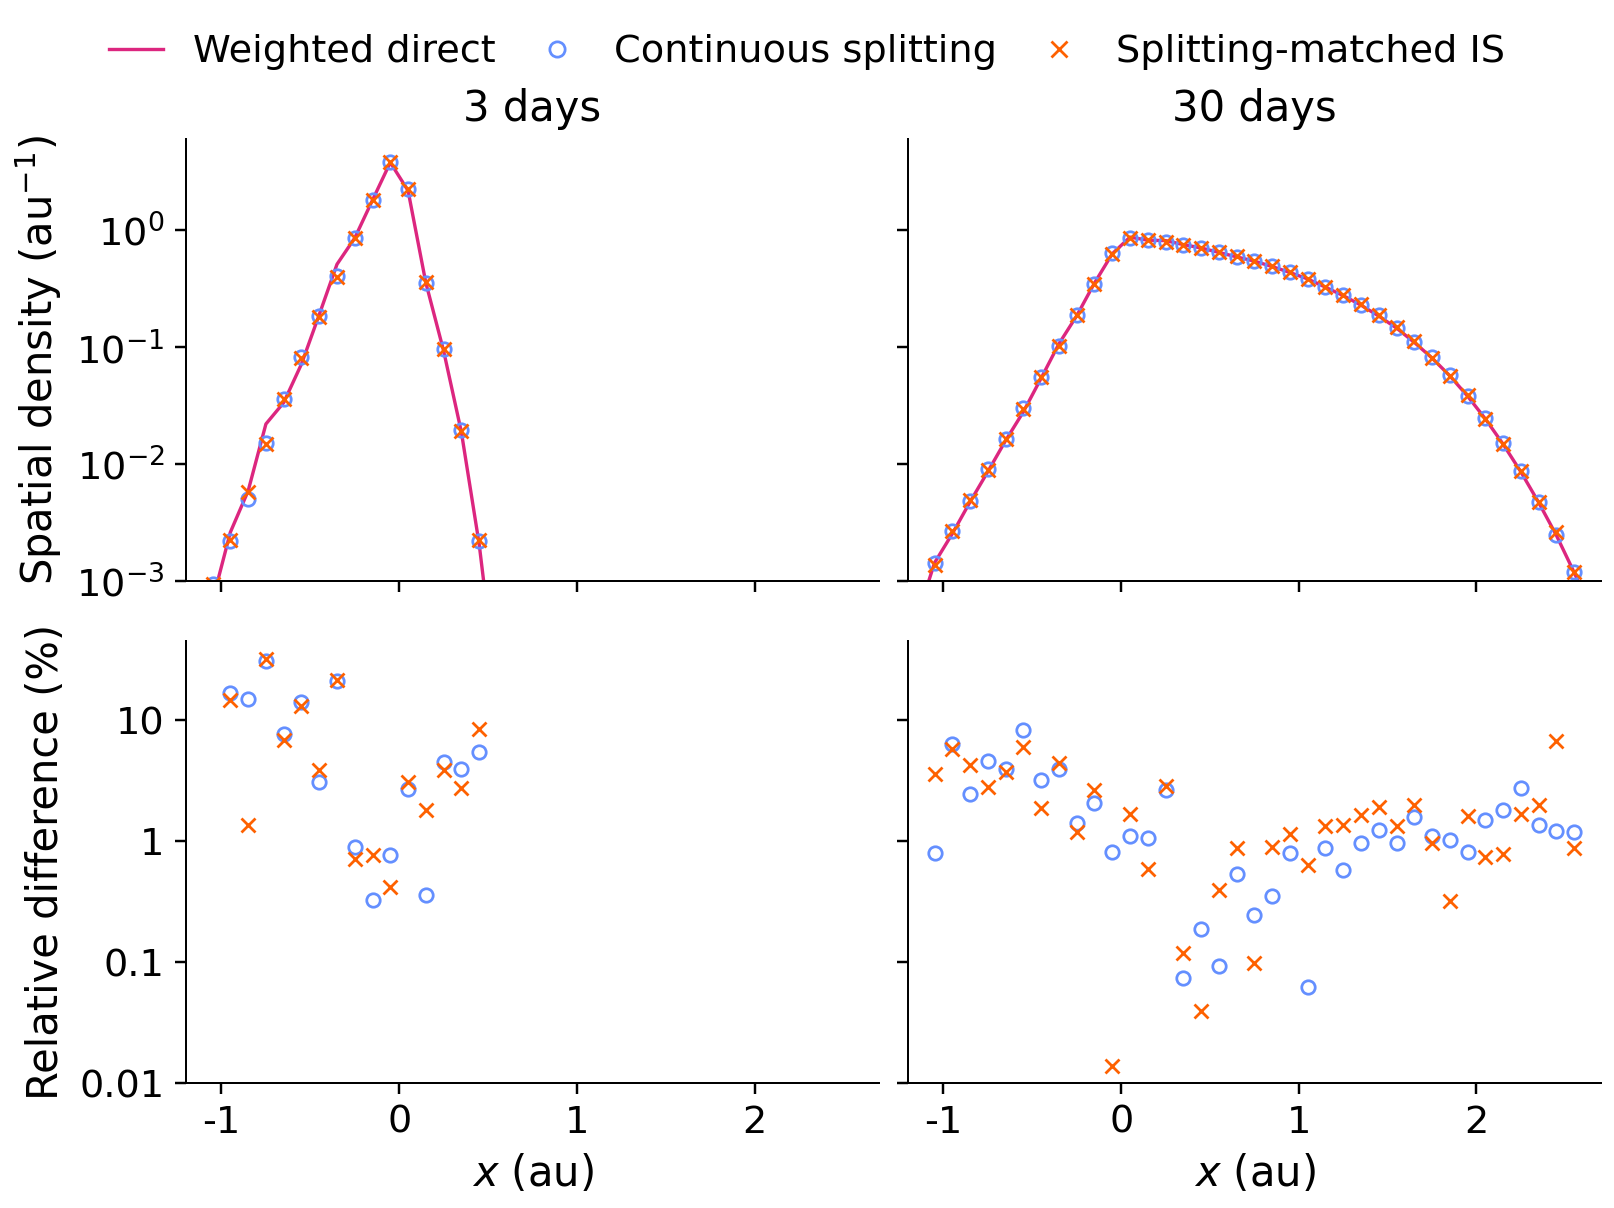 Weighted direct Continuous splitting Splitting-matched IS
3 days 30 days
Spatial density (au⁻¹)
10⁰
10⁻¹
10⁻²
10⁻³
Relative difference (%)
10
1
0.1
0.01
-1 0 1 2 -1 0 1 2
x (au) x (au)